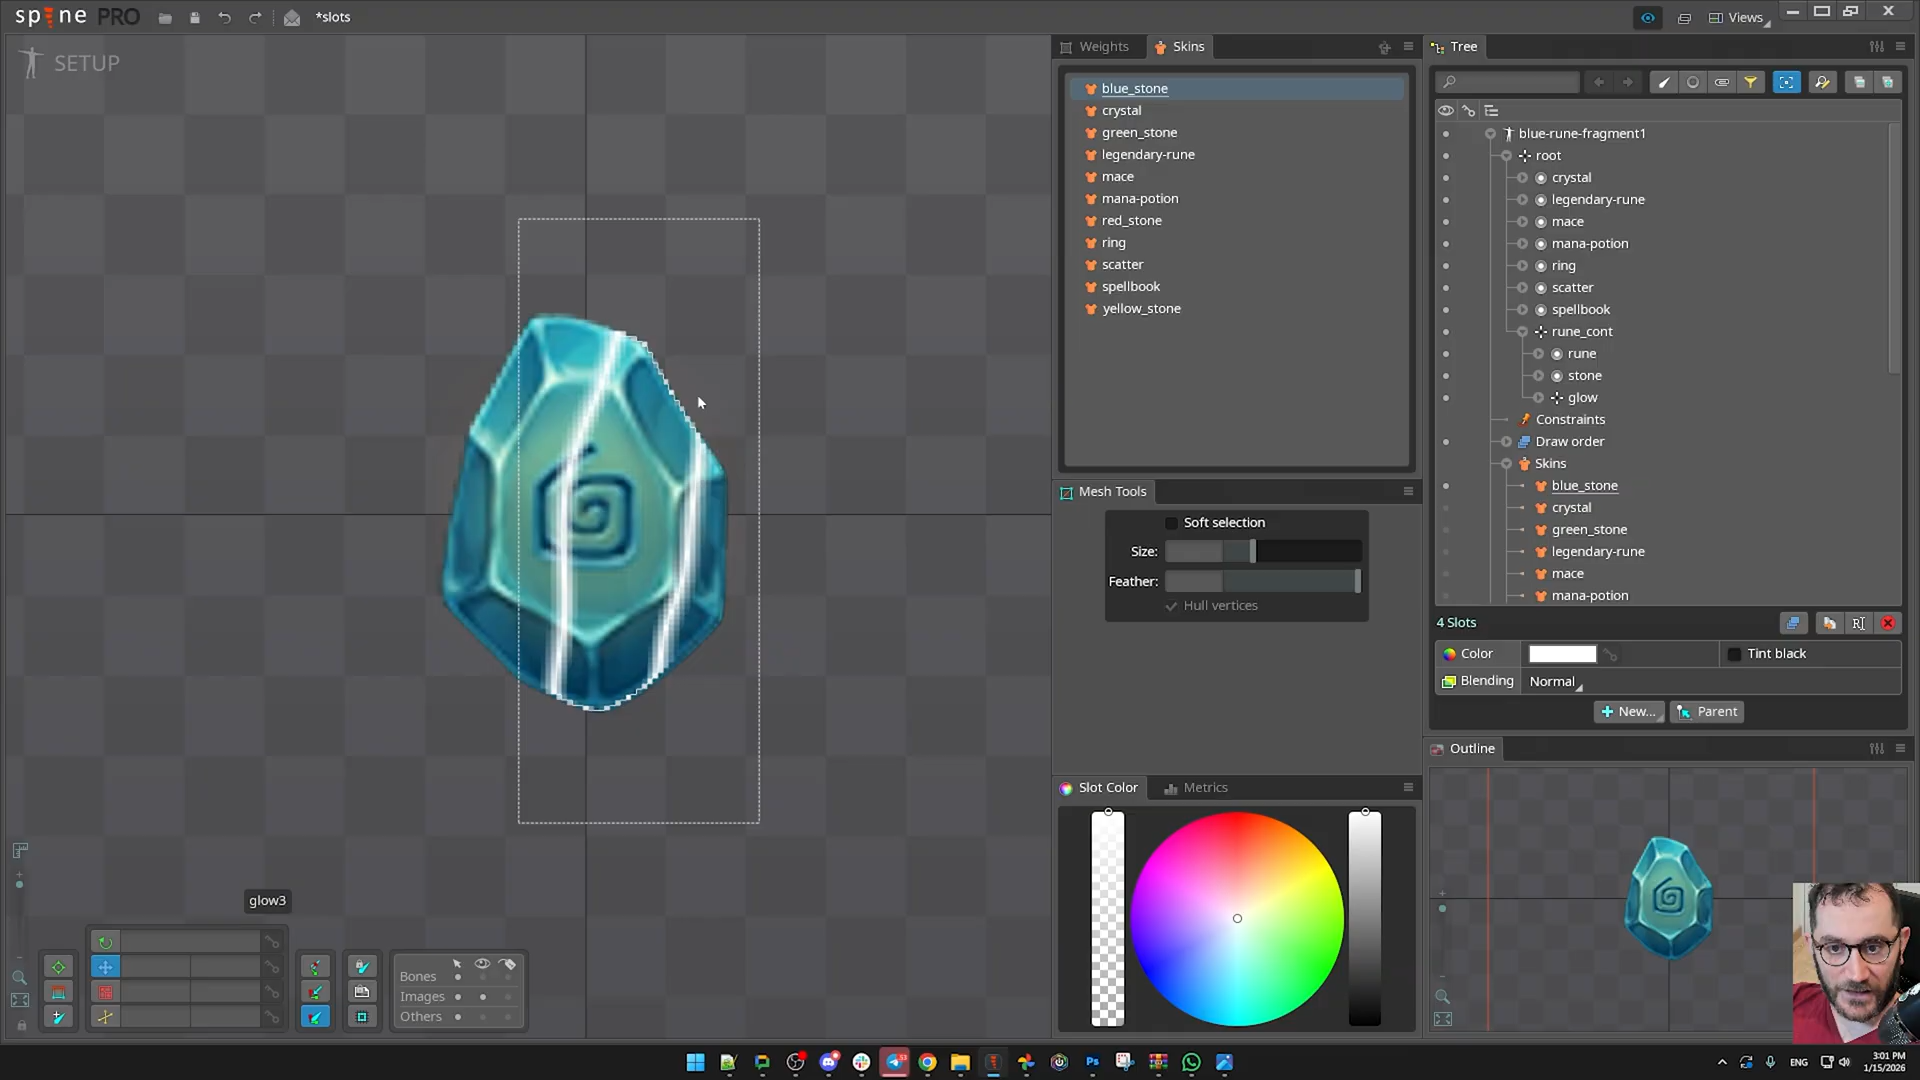 spine PRO
*slots
Views
SETUP
Weights
Skins
blue_stone
crystal
green_stone
legendary-rune
mace
mana-potion
red_stone
ring
scatter
spellbook
yellow_stone
Mesh Tools
Soft selection
Size:
Feather:
Hull vertices
Slot Color
Metrics
Tree
blue-rune-fragment1
root
crystal
legendary-rune
mace
mana-potion
ring
scatter
spellbook
rune_cont
rune
stone
glow
Constraints
Draw order
Skins
blue_stone
crystal
green_stone
legendary-rune
mace
mana-potion
4 Slots
Color
Tint black
Blending
Normal
New...
Parent
Outline
glow3
Bones
Images
Others
ENG
3:01 PM
1/15/2026